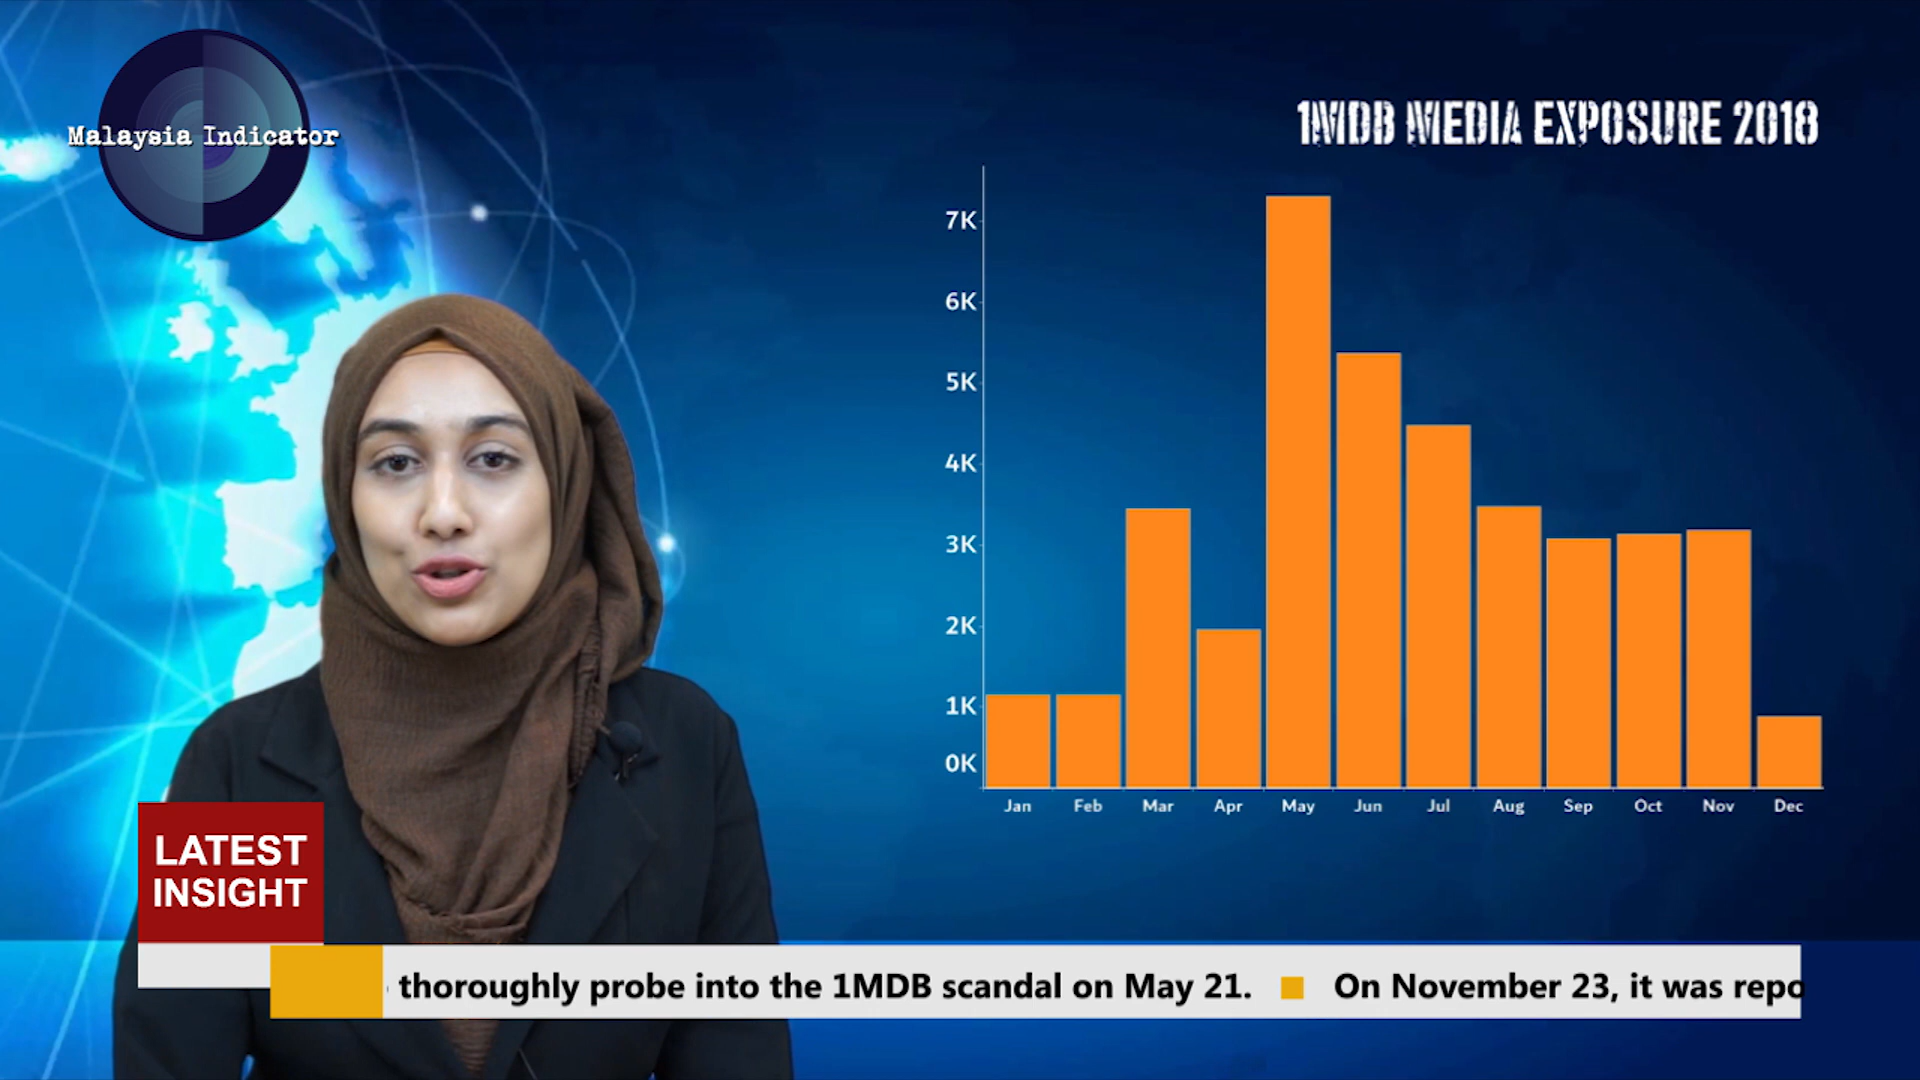 Malaysia Indicator
1MDB MEDIA EXPOSURE 2018
7K
6K
5K
4K
3K
2K
1K
0K
Jan Feb Mar Apr May Jun Jul Aug Sep Oct Nov Dec
LATEST
INSIGHT
thoroughly probe into the 1MDB scandal on May 21. On November 23, it was repo